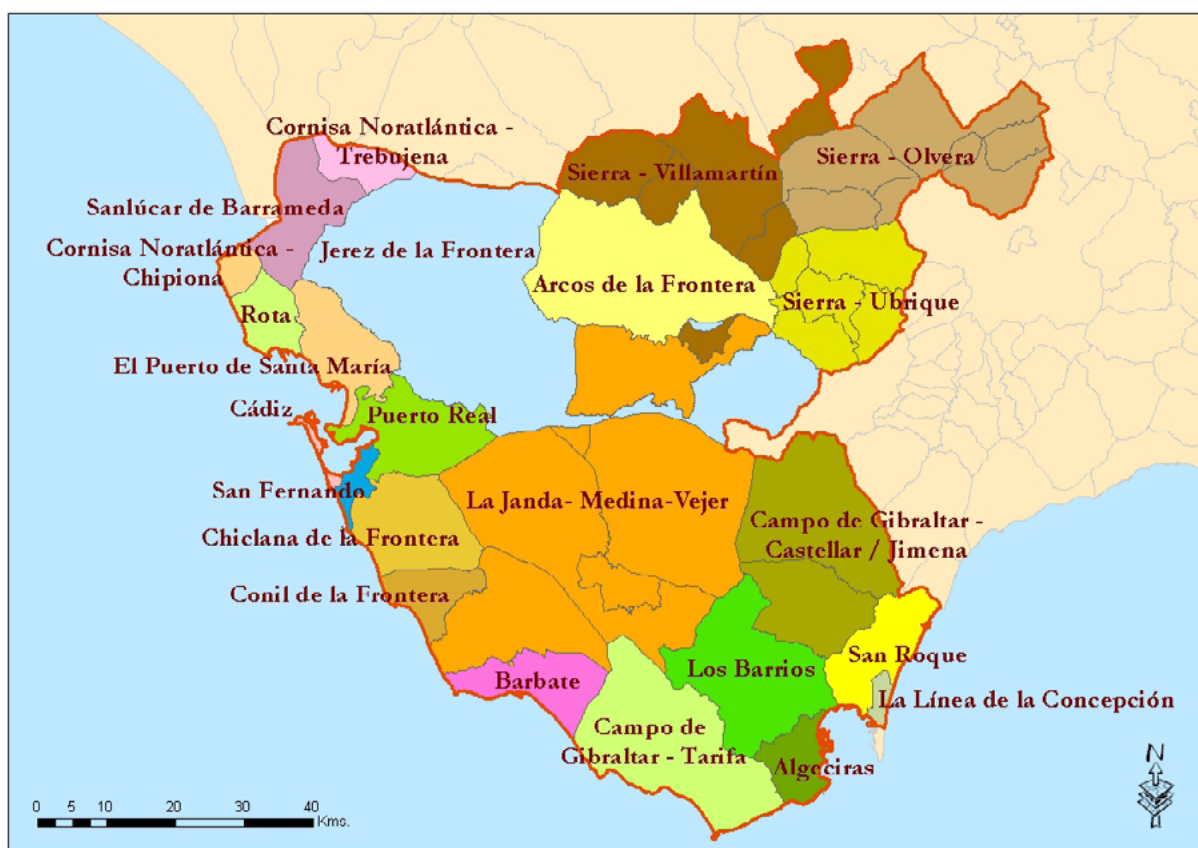 Cornisa Noratlántica -
Trebujena
Sierra - Villamartín
Sierra - Olvera
Sanlúcar de Barrameda
Cornisa Noratlántica -
Chipiona
Jerez de la Frontera
Arcos de la Frontera
Sierra - Ubrique
Rota
El Puerto de Santa María
Cádiz
Puerto Real
San Fernando
La Janda- Medina-Vejer
Chiclana de la Frontera
Campo de Gibraltar -
Castellar / Jimena
Conil de la Frontera
San Roque
Los Barrios
Barbate
La Línea de la Concepción
Campo de
Gibraltar - Tarifa
Algeciras
N
0 5 10 20 30 40
Kms.